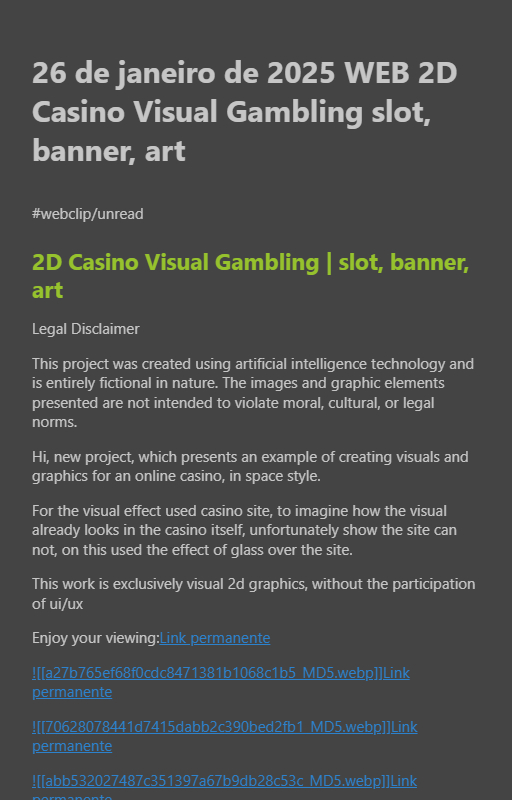 26 de janeiro de 2025 WEB 2D
Casino Visual Gambling slot,
banner, art
#webclip/unread
2D Casino Visual Gambling | slot, banner,
art
Legal Disclaimer
This project was created using artificial intelligence technology and
is entirely fictional in nature. The images and graphic elements
presented are not intended to violate moral, cultural, or legal
norms.
Hi, new project, which presents an example of creating visuals and
graphics for an online casino, in space style.
For the visual effect used casino site, to imagine how the visual
already looks in the casino itself, unfortunately show the site can
not, on this used the effect of glass over the site.
This work is exclusively visual 2d graphics, without the participation
of ui/ux
Enjoy your viewing:Link permanente
![[a27b765ef68f0cdc8471381b1068c1b5_MD5.webp]]Link
permanente
![[70628078441d7415dabb2c390bed2fb1_MD5.webp]]Link
permanente
![[abb532027487c351397a67b9db28c53c_MD5.webp]]Link
permanente